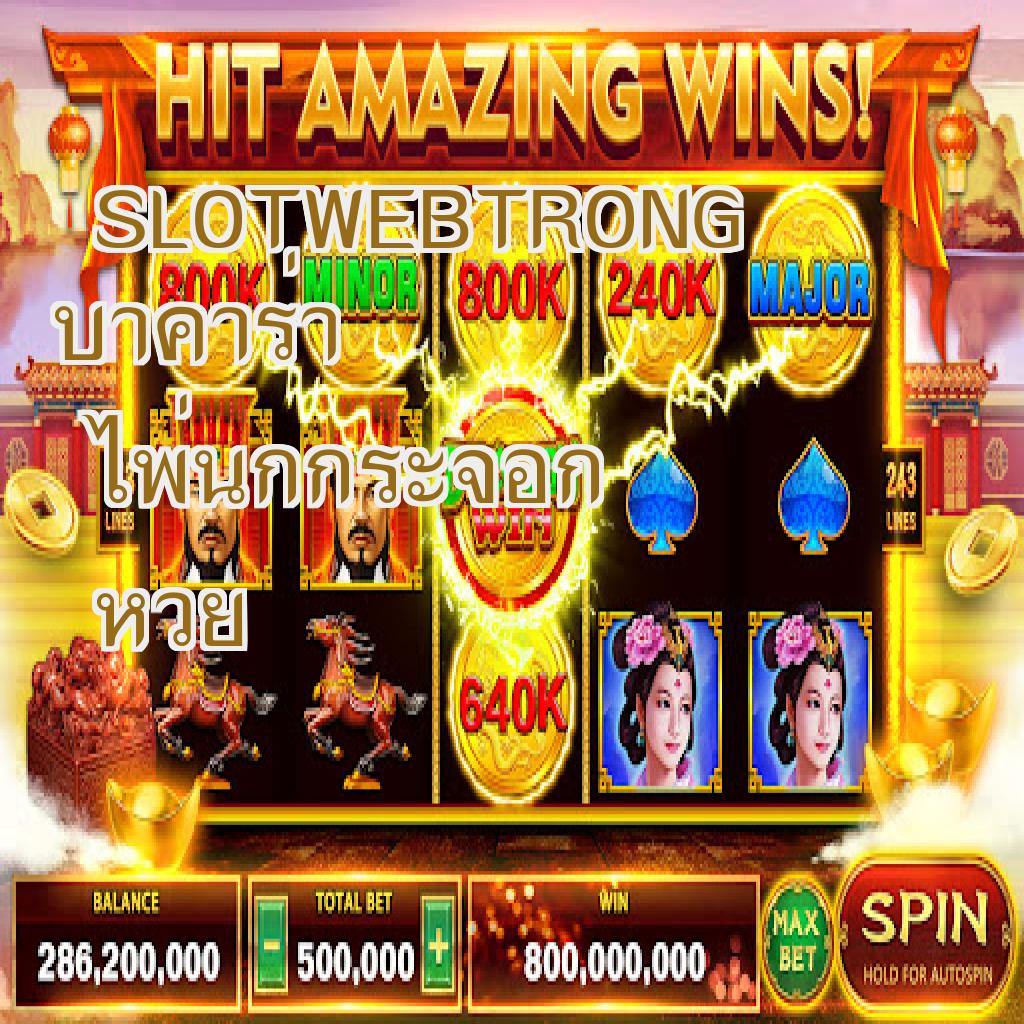 HIT AMAZING WINS!
SLOTWEBTRONG
800K MINOR 800K 240K MAJOR
บาคาร่า
ไพ่นกกระจอก
WIN
243
LINES
LINES
หวย
640K
BALANCE
286,200,000
TOTAL BET
- 500,000 +
WIN
800,000,000
MAX
BET
SPIN
HOLD FOR AUTOSPIN